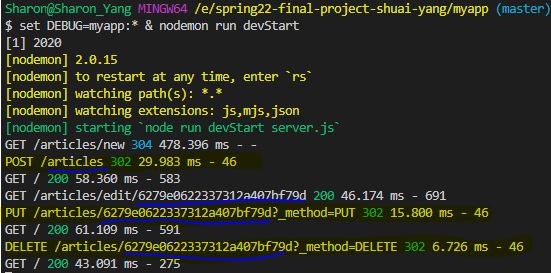 Sharon@Sharon_Yang MINGW64 /e/spring22-final-project-shuai-yang/myapp (master)
$ set DEBUG=myapp:* & nodemon run devStart
[1] 2020
[nodemon] 2.0.15
[nodemon] to restart at any time, enter `rs`
[nodemon] watching path(s): *.*
[nodemon] watching extensions: js,mjs,json
[nodemon] starting `node run devStart server.js`
GET /articles/new 304 478.396 ms - -
POST /articles 302 29.983 ms - 46
GET / 200 58.360 ms - 583
GET /articles/edit/6279e0622337312a407bf79d 200 46.174 ms - 691
PUT /articles/6279e0622337312a407bf79d?_method=PUT 302 15.800 ms - 46
GET / 200 61.109 ms - 591
DELETE /articles/6279e0622337312a407bf79d?_method=DELETE 302 6.726 ms - 46
GET / 200 43.091 ms - 275